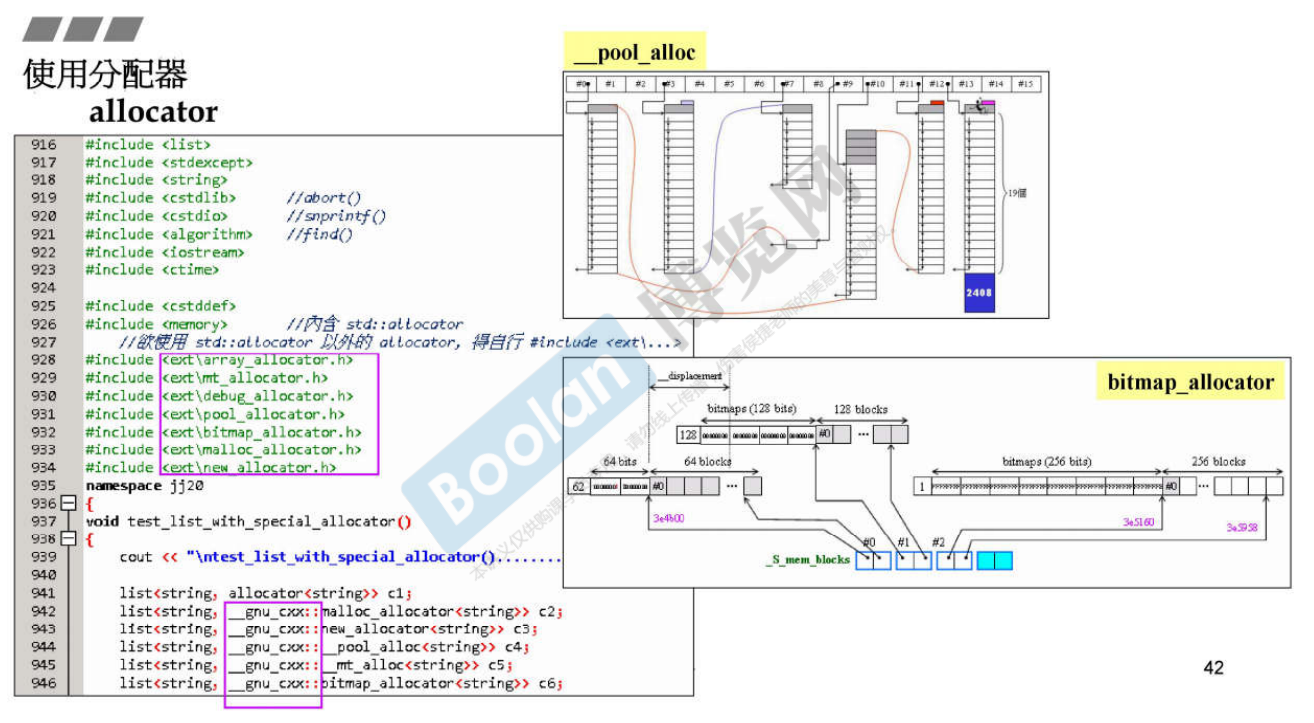 使用分配器
allocator
916 #include <list>
917 #include <stdexcept>
918 #include <string>
919 #include <cstdlib> //abort()
920 #include <cstdio> //snprintf()
921 #include <algorithm> //find()
922 #include <iostream>
923 #include <ctime>
924
925 #include <cstddef>
926 #include <memory> //內含 std::allocator
927 //欲使用 std::allocator 以外的 allocator, 得自行 #include <ext\...>
928 #include <ext\array_allocator.h>
929 #include <ext\mt_allocator.h>
930 #include <ext\debug_allocator.h>
931 #include <ext\pool_allocator.h>
932 #include <ext\bitmap_allocator.h>
933 #include <ext\malloc_allocator.h>
934 #include <ext\new_allocator.h>
935 namespace jj20
936 {
937 void test_list_with_special_allocator()
938 {
939 cout << "\ntest_list_with_special_allocator()..........
940
941 list<string, allocator<string>> c1;
942 list<string, __gnu_cxx::malloc_allocator<string>> c2;
943 list<string, __gnu_cxx::new_allocator<string>> c3;
944 list<string, __gnu_cxx::__pool_alloc<string>> c4;
945 list<string, __gnu_cxx::__mt_alloc<string>> c5;
946 list<string, __gnu_cxx::bitmap_allocator<string>> c6;
__pool_alloc
#0 #1 #2 #3 #4 #5 #6 #7 #8 #9 #10 #11 #12 #13 #14 #15
19個
2408
bitmap_allocator
__displacement
bitmaps (128 bits) 128 blocks
128 #0 ...
64 bits 64 blocks
62 #0 ...
bitmaps (256 bits) 256 blocks
1 #0 ...
3e4b00
3e5160
3e5958
#0 #1 #2
_S_mem_blocks
Boolan 博览网
42